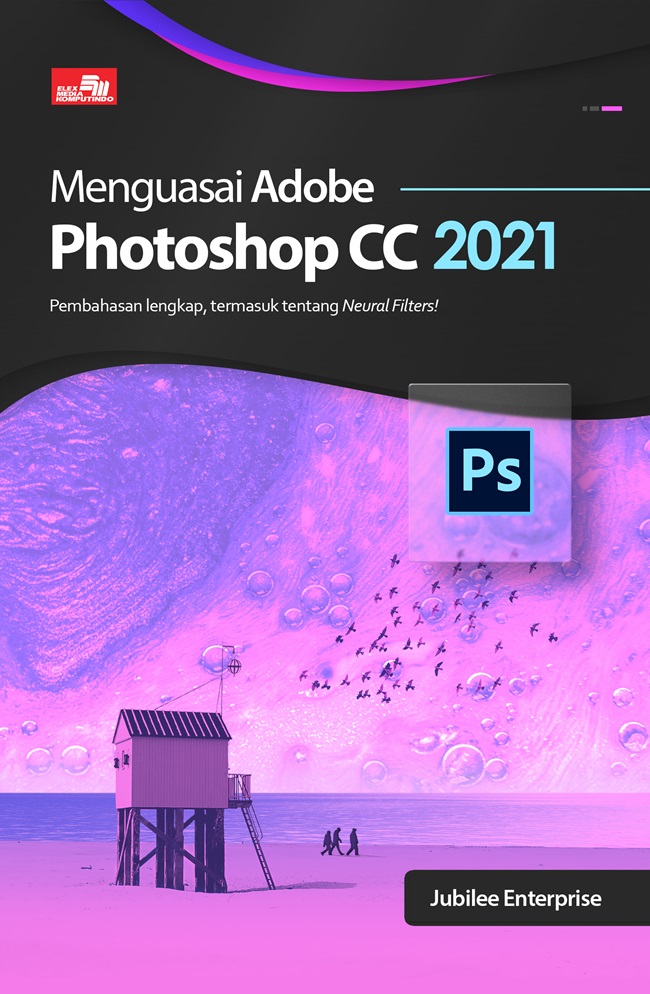 ELEX
MEDIA
KOMPUTINDO
Menguasai Adobe
Photoshop CC 2021
Pembahasan lengkap, termasuk tentang Neural Filters!
Ps
Jubilee Enterprise